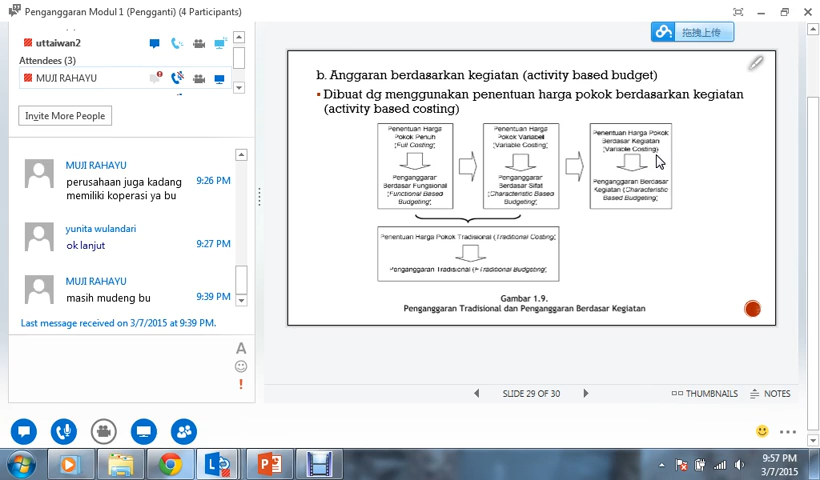 Penganggaran Modul 1 (Pengganti) (4 Participants)
uttaiwan2
Attendees (3)
MUJI RAHAYU
Invite More People
MUJI RAHAYU
perusahaan juga kadang
memiliki koperasi ya bu
9:26 PM
yunita wulandari
ok lanjut
9:27 PM
MUJI RAHAYU
masih mudeng bu
9:39 PM
Last message received on 3/7/2015 at 9:39 PM.
A
!
拖拽上传
b. Anggaran berdasarkan kegiatan (activity based budget)
▪ Dibuat dg menggunakan penentuan harga pokok berdasarkan kegiatan
(activity based costing)
Penentuan Harga
Pokok Penuh
(Full Costing)
Penganggaran
Berdasar Fungsional
(Functional Based
Budgeting)
Penentuan Harga
Pokok Variabel
(Variable Costing)
Penganggaran
Berdasar Sifat
(Characteristic Based
Budgeting)
Penentuan Harga Pokok
Berdasar Kegiatan
(Variable Costing)
Penganggaran Berdasar
Kegiatan (Characteristic
Based Budgeting)
Penentuan Harga Pokok Tradisional (Traditional Costing)
Gambar 1.9.
Penganggaran Tradisional dan Penganggaran Berdasar Kegiatan
SLIDE 29 OF 30
THUMBNAILS
NOTES
9:57 PM
3/7/2015